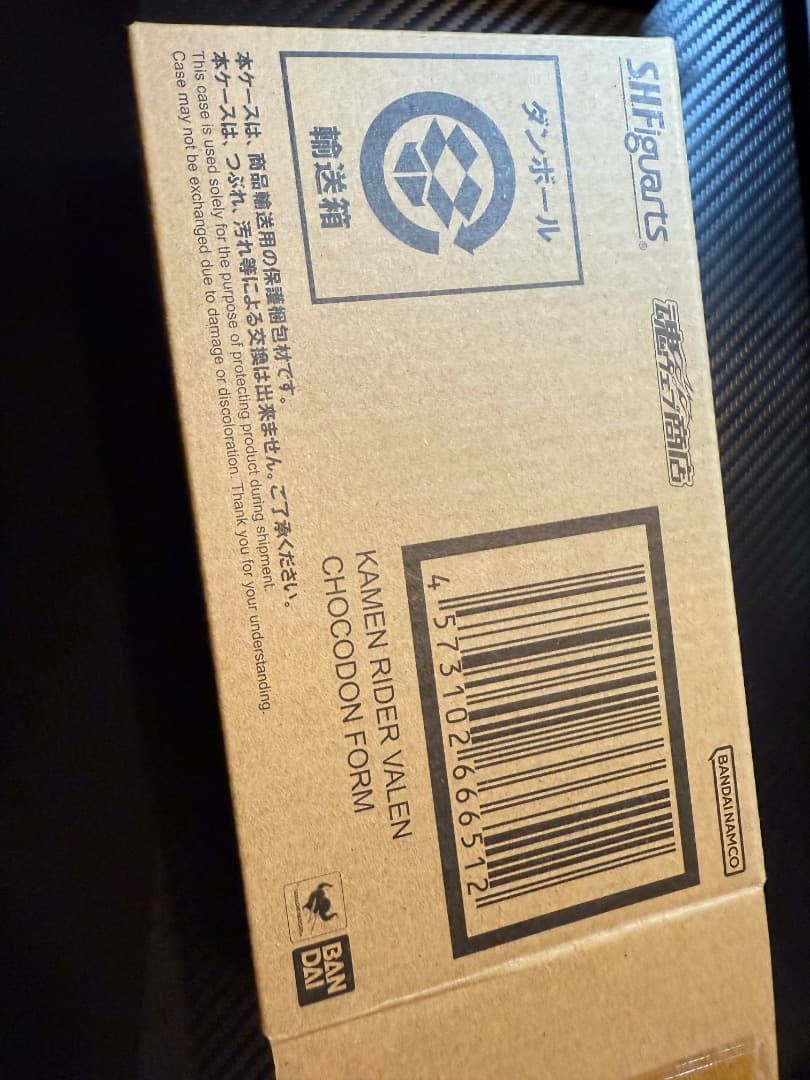 S.H.Figuarts®
魂ウェブ商店
BANDAI NAMCO
ダンボール
輸送箱
4573102666512
KAMEN RIDER VALEN
CHOCODON FORM
本ケースは、商品輸送用の保護梱包材です。
本ケースは、つぶれ、汚れ等による交換は出来ません。ご了承ください。
This case is used solely for the purpose of protecting product during shipment.
Case may not be exchanged due to damage or discoloration. Thank you for your understanding.
BAN
DAI